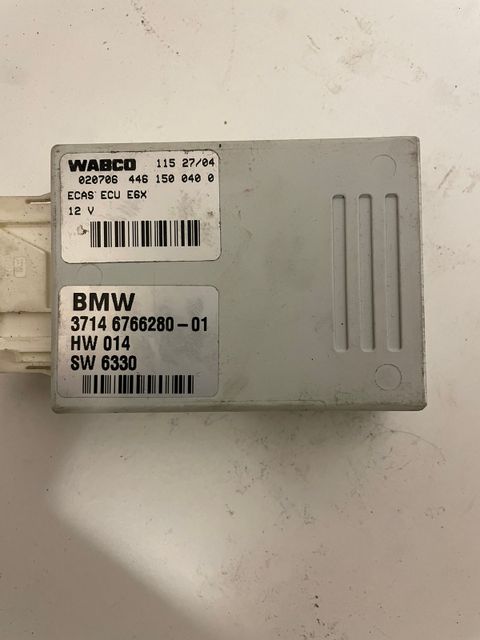 WABCO 115 27/04
020706 446 150 040 0
ECAS ECU E6X
12 V
BMW
3714 6766280-01
HW 014
SW 6330